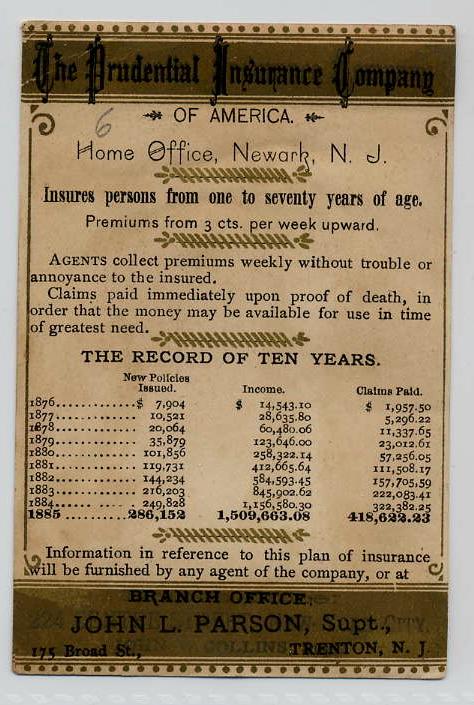 The Prudential Insurance Company
OF AMERICA.
6
Home Office, Newark, N. J.
Insures persons from one to seventy years of age.
Premiums from 3 cts. per week upward.
AGENTS collect premiums weekly without trouble or
annoyance to the insured.
Claims paid immediately upon proof of death, in
order that the money may be available for use in time
of greatest need.
THE RECORD OF TEN YEARS.
New Policies Issued. Income. Claims Paid.
1876 $ 7,904 $ 14,543.10 $ 1,957.50
1877 10,521 28,635.80 5,296.22
1878 20,064 60,480.06 11,337.65
1879 35,879 123,646.00 23,012.61
1880 101,856 258,322.14 57,256.05
1881 119,731 412,665.64 111,508.17
1882 144,234 584,593.45 157,705.59
1883 216,203 845,902.62 222,083.41
1884 249,828 1,156,580.30 322,382.25
1885 286,152 1,509,663.08 418,622.23
Information in reference to this plan of insurance
will be furnished by any agent of the company, or at
BRANCH OFFICE,
JOHN L. PARSON, Supt.,
175 Broad St., TRENTON, N. J.